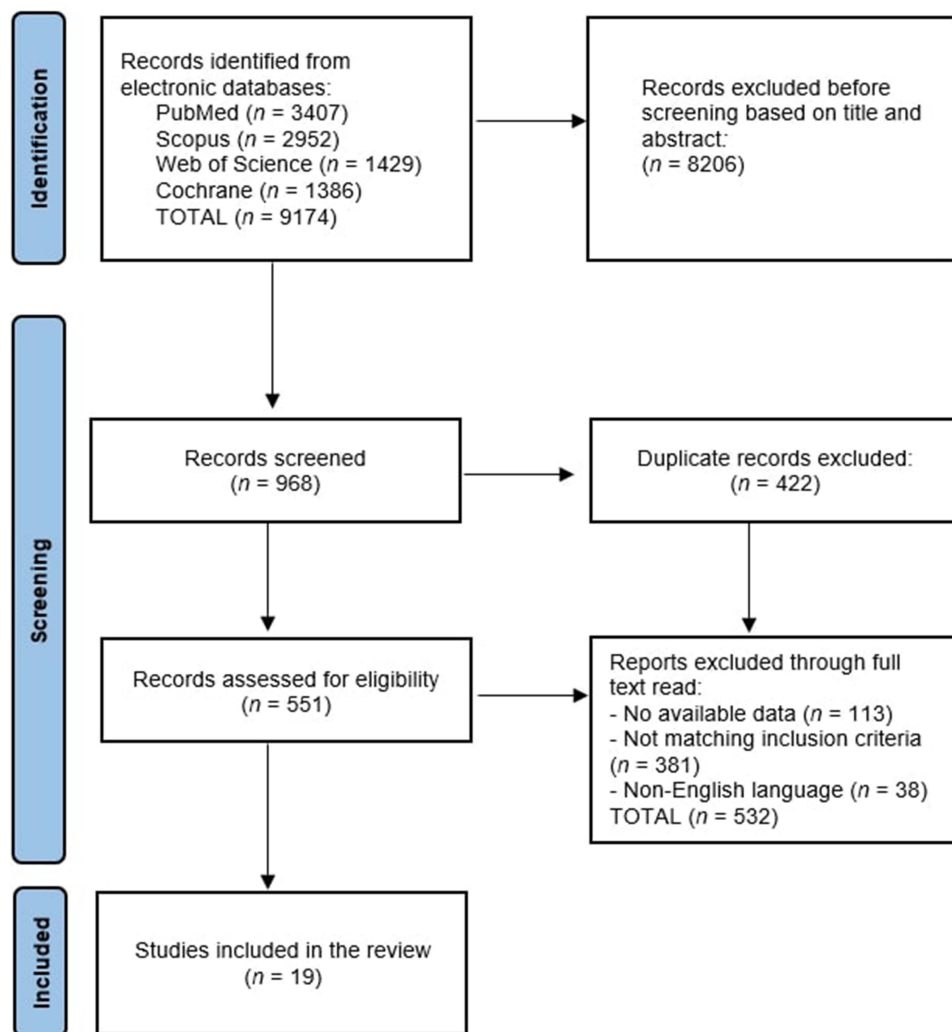 Identification
Records identified from
electronic databases:
PubMed (n = 3407)
Scopus (n = 2952)
Web of Science (n = 1429)
Cochrane (n = 1386)
TOTAL (n = 9174)
Records excluded before
screening based on title and
abstract:
(n = 8206)
Screening
Records screened
(n = 968)
Duplicate records excluded:
(n = 422)
Records assessed for eligibility
(n = 551)
Reports excluded through full
text read:
- No available data (n = 113)
- Not matching inclusion criteria
(n = 381)
- Non-English language (n = 38)
TOTAL (n = 532)
Included
Studies included in the review
(n = 19)